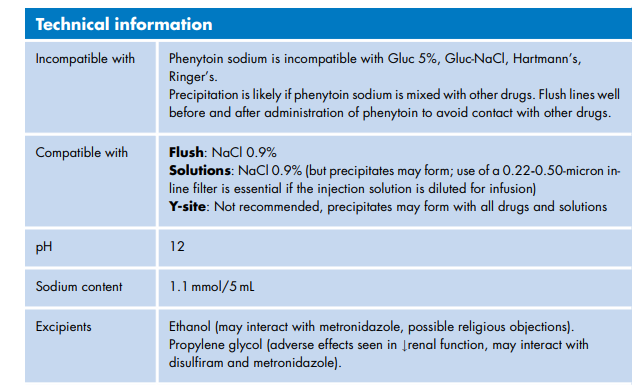 Technical information
Incompatible with
Phenytoin sodium is incompatible with Gluc 5%, Gluc-NaCl, Hartmann's,
Ringer's.
Precipitation is likely if phenytoin sodium is mixed with other drugs. Flush lines well
before and after administration of phenytoin to avoid contact with other drugs.
Compatible with
Flush: NaCl 0.9%
Solutions: NaCl 0.9% (but precipitates may form; use of a 0.22-0.50-micron in-
line filter is essential if the injection solution is diluted for infusion)
Y-site: Not recommended, precipitates may form with all drugs and solutions
pH
12
Sodium content
1.1 mmol/5 mL
Excipients
Ethanol (may interact with metronidazole, possible religious objections).
Propylene glycol (adverse effects seen in ↓renal function, may interact with
disulfiram and metronidazole).